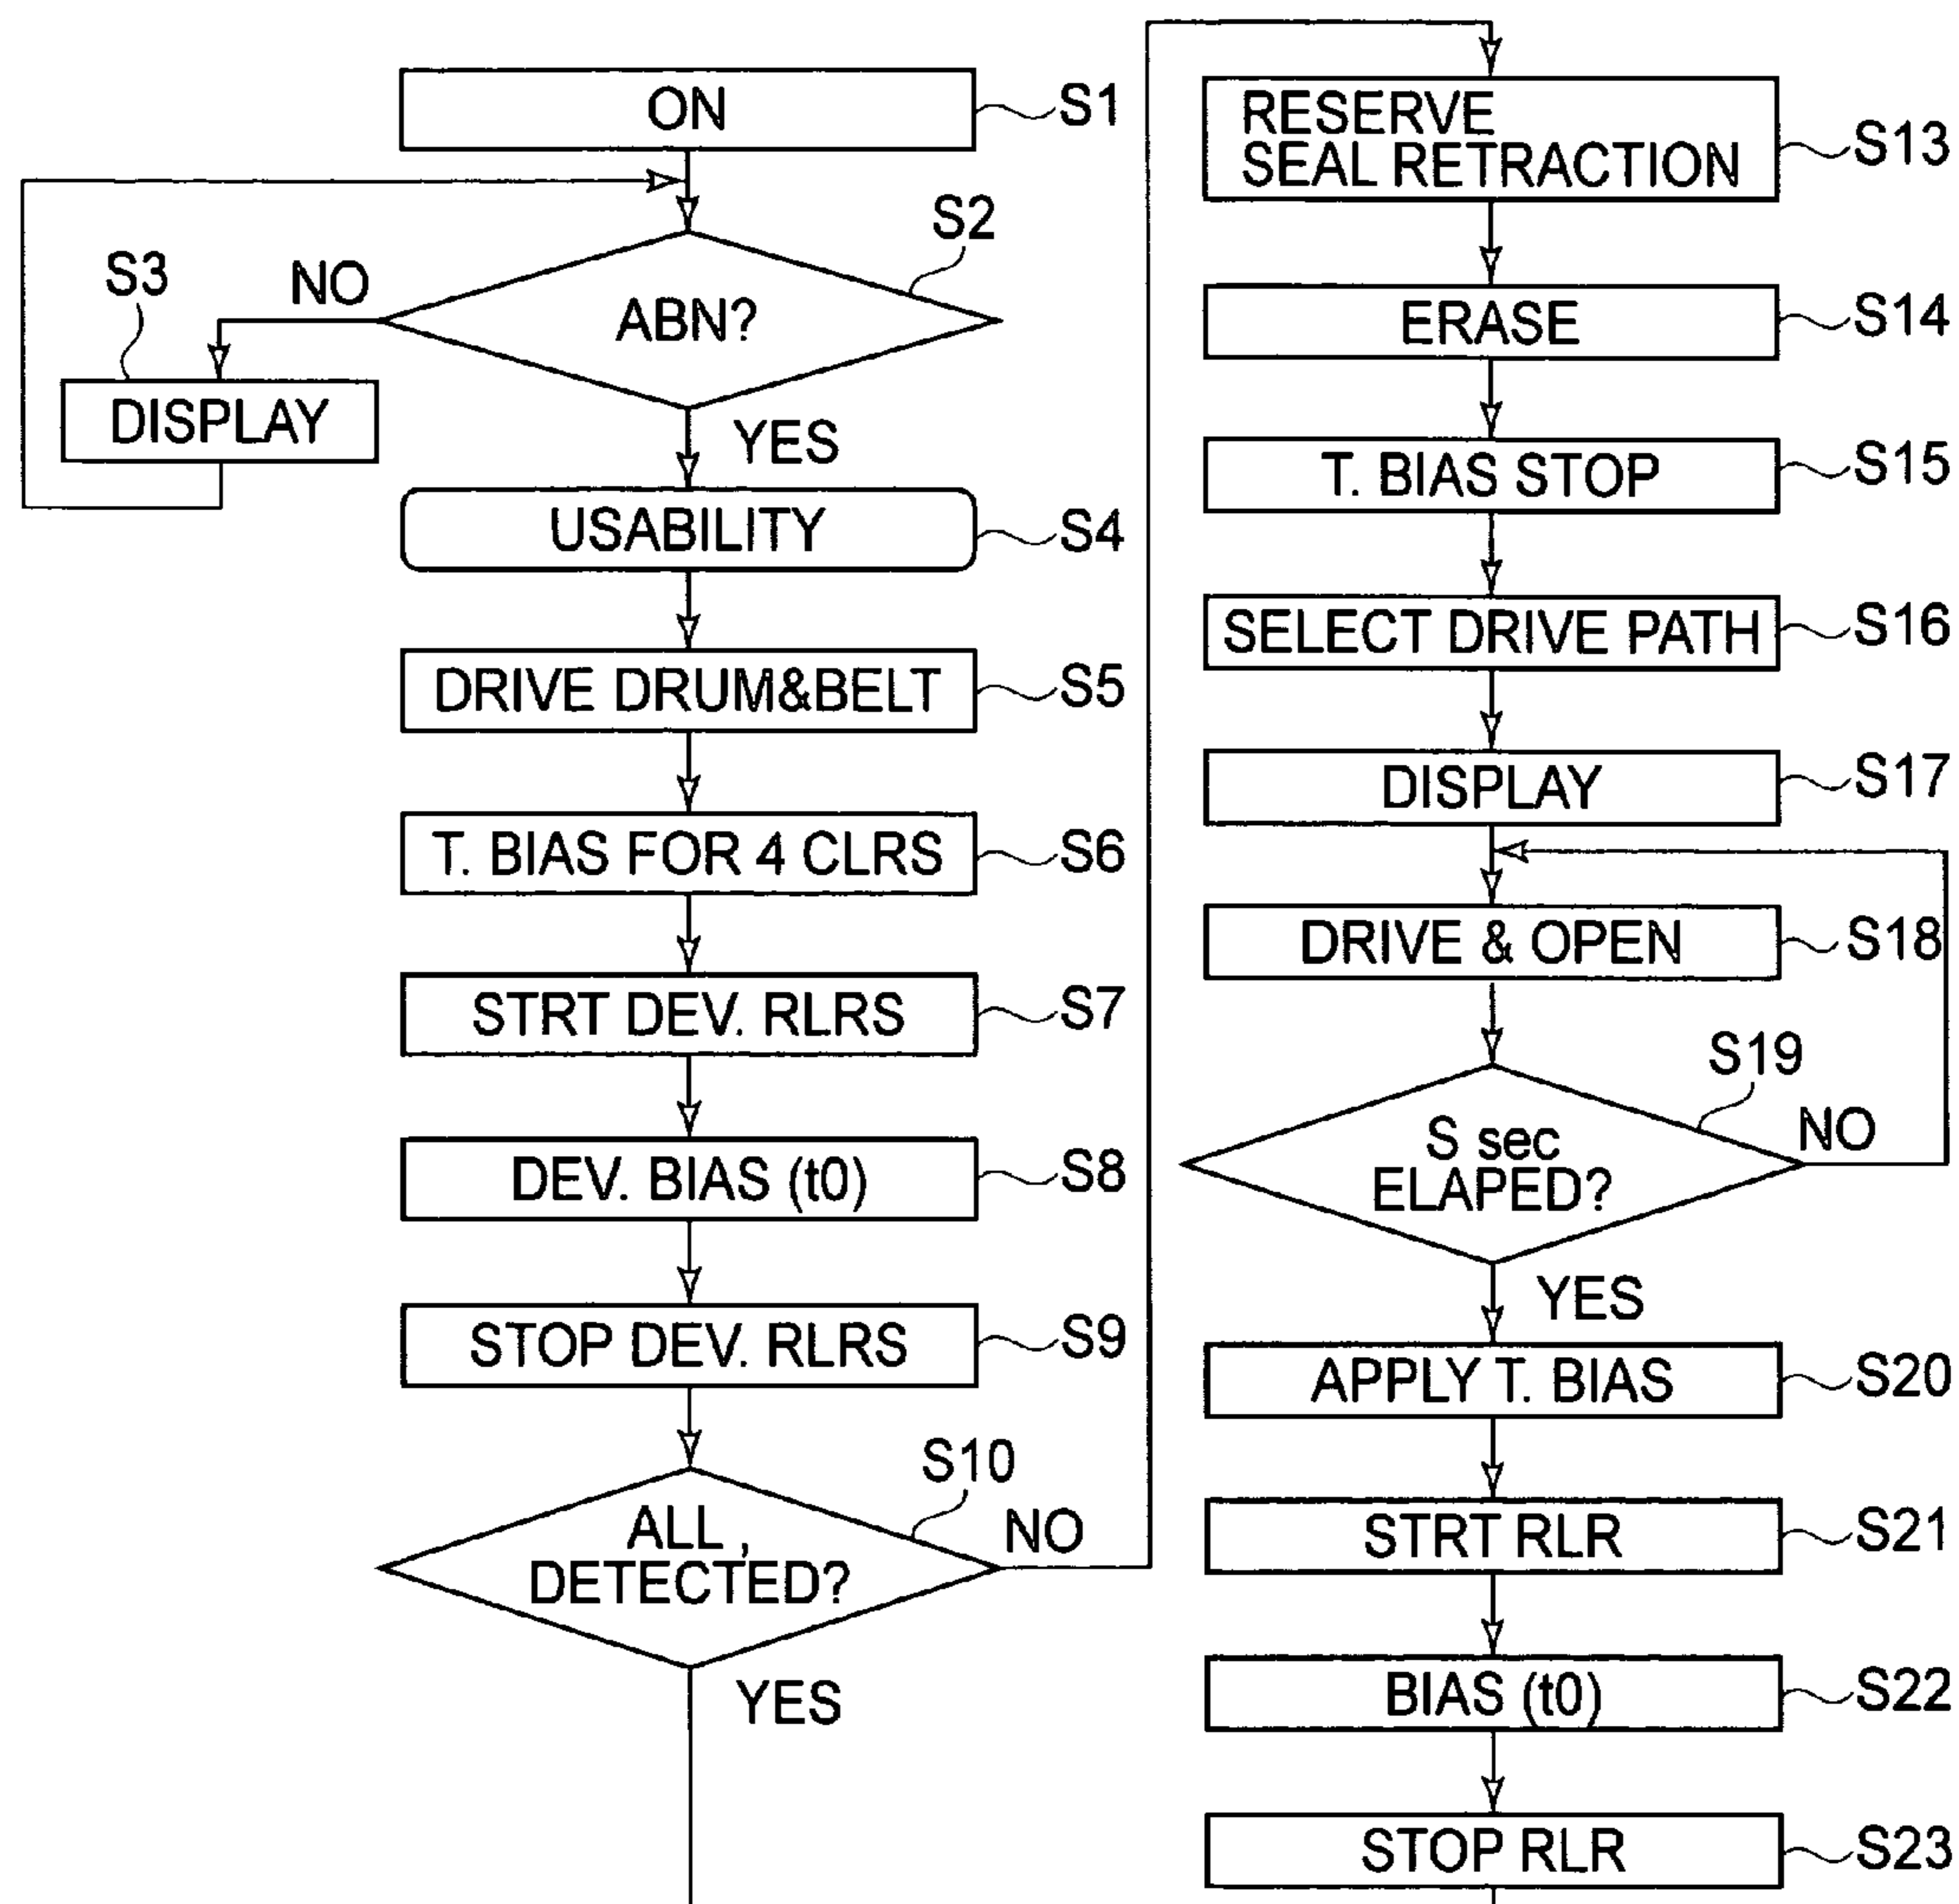 ON
S1
S2
ABN?
NO
S3
DISPLAY
YES
USABILITY
S4
DRIVE DRUM&BELT
S5
T. BIAS FOR 4 CLRS
S6
STRT DEV. RLRS
S7
DEV. BIAS (t0)
S8
STOP DEV. RLRS
S9
S10
ALL ,
DETECTED?
NO
YES
RESERVE
SEAL RETRACTION
S13
ERASE
S14
T. BIAS STOP
S15
SELECT DRIVE PATH
S16
DISPLAY
S17
DRIVE & OPEN
S18
S19
S sec
ELAPED?
NO
YES
APPLY T. BIAS
S20
STRT RLR
S21
BIAS (t0)
S22
STOP RLR
S23